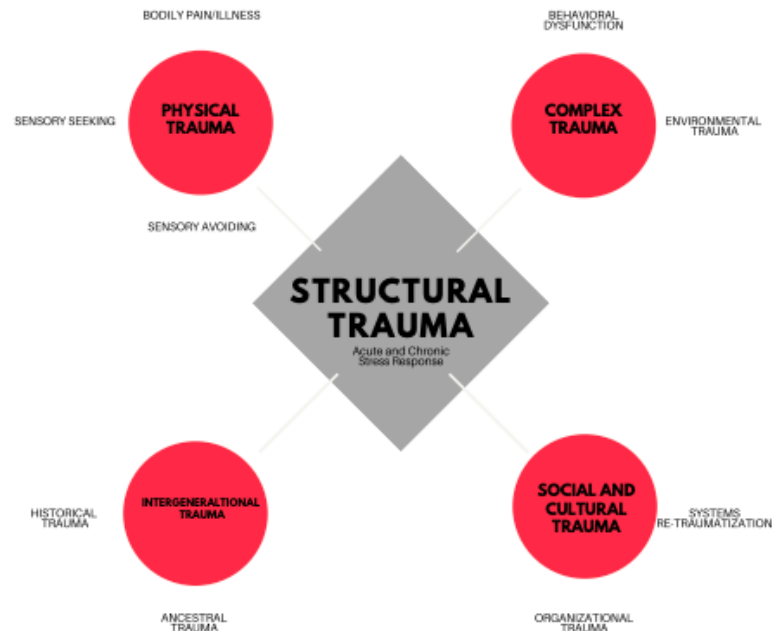 BODILY PAIN/ILLNESS
BEHAVIORAL
DYSFUNCTION
PHYSICAL
TRAUMA
COMPLEX
TRAUMA
SENSORY SEEKING
ENVIRONMENTAL
TRAUMA
SENSORY AVOIDING
STRUCTURAL
TRAUMA
Acute and Chronic
Stress Response
INTERGENERALTIONAL
TRAUMA
SOCIAL AND
CULTURAL
TRAUMA
HISTORICAL
TRAUMA
SYSTEMS
RE-TRAUMATIZATION
ANCESTRAL
TRAUMA
ORGANIZATIONAL
TRAUMA